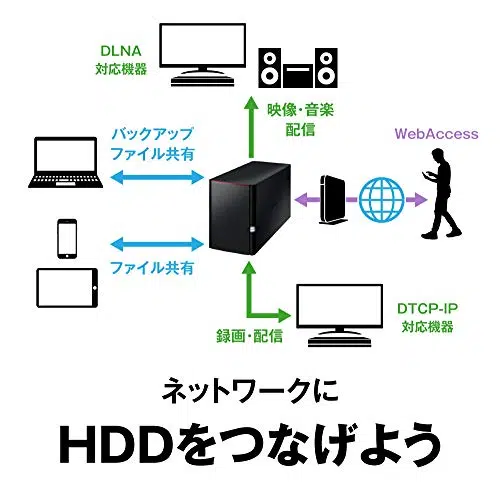 DLNA
対応機器
映像・音楽
配信
バックアップ
ファイル共有
WebAccess
ファイル共有
録画・配信
DTCP-IP
対応機器
ネットワークに
HDDをつなげよう